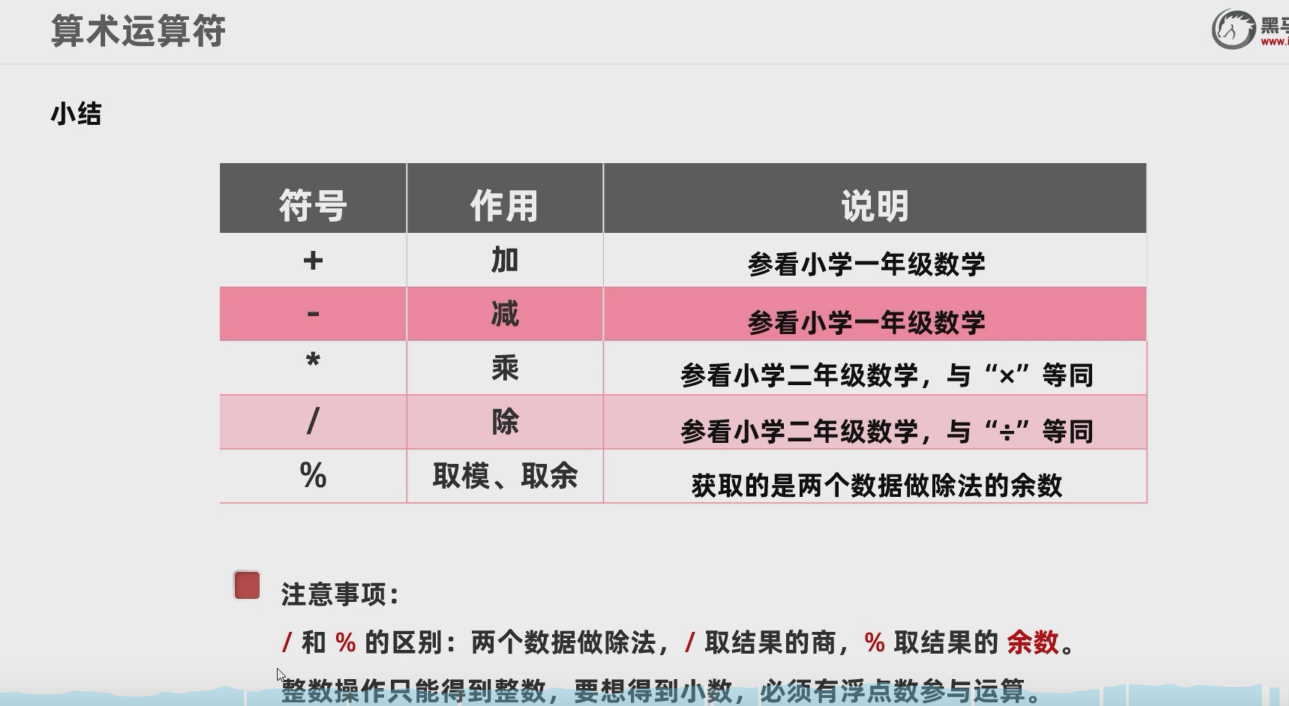 算术运算符
黑马
www.i
小结
符号 作用 说明
+ 加 参看小学一年级数学
- 减 参看小学一年级数学
* 乘 参看小学二年级数学，与“×”等同
/ 除 参看小学二年级数学，与“÷”等同
% 取模、取余 获取的是两个数据做除法的余数
注意事项：
/ 和 % 的区别：两个数据做除法，/ 取结果的商，% 取结果的 余数。
整数操作只能得到整数，要想得到小数，必须有浮点数参与运算。